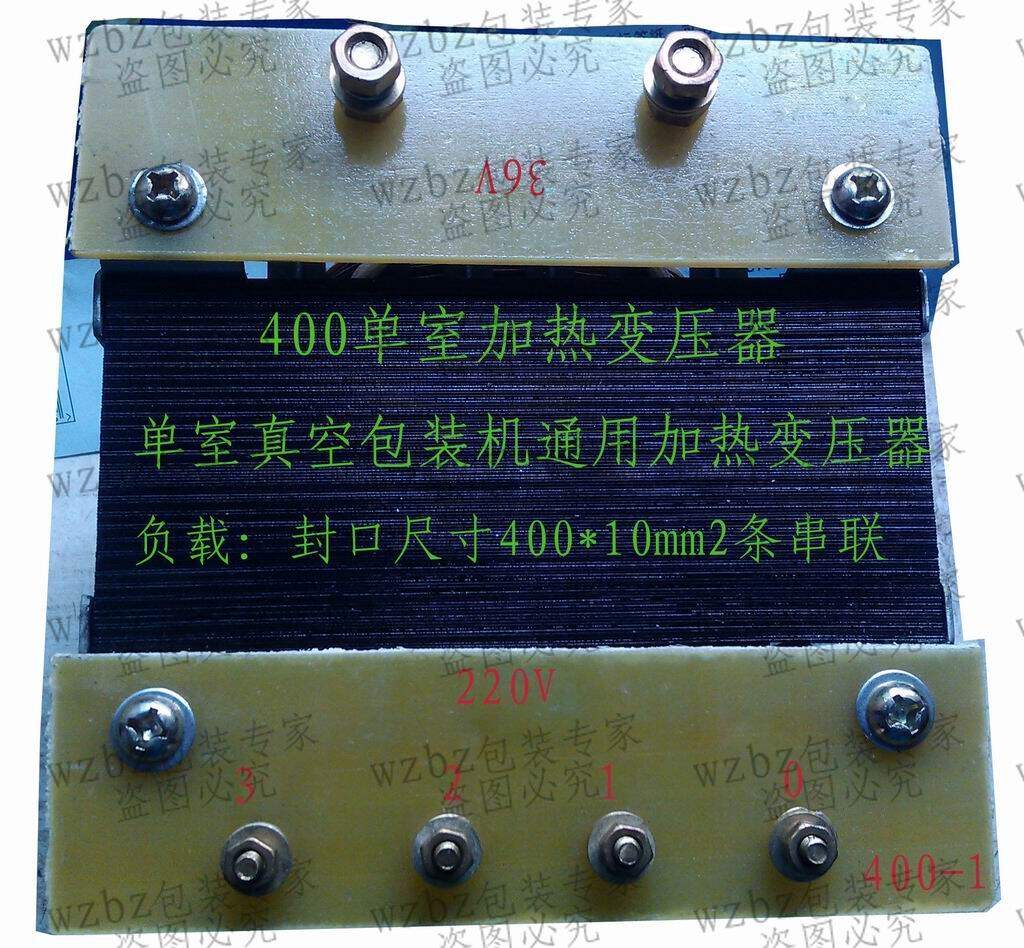 wzbz包装专家
盗图必究
36V
400单室加热变压器
单室真空包装机通用加热变压器
负载：封口尺寸400*10mm2条串联
220V
3 2 1 0
400-1